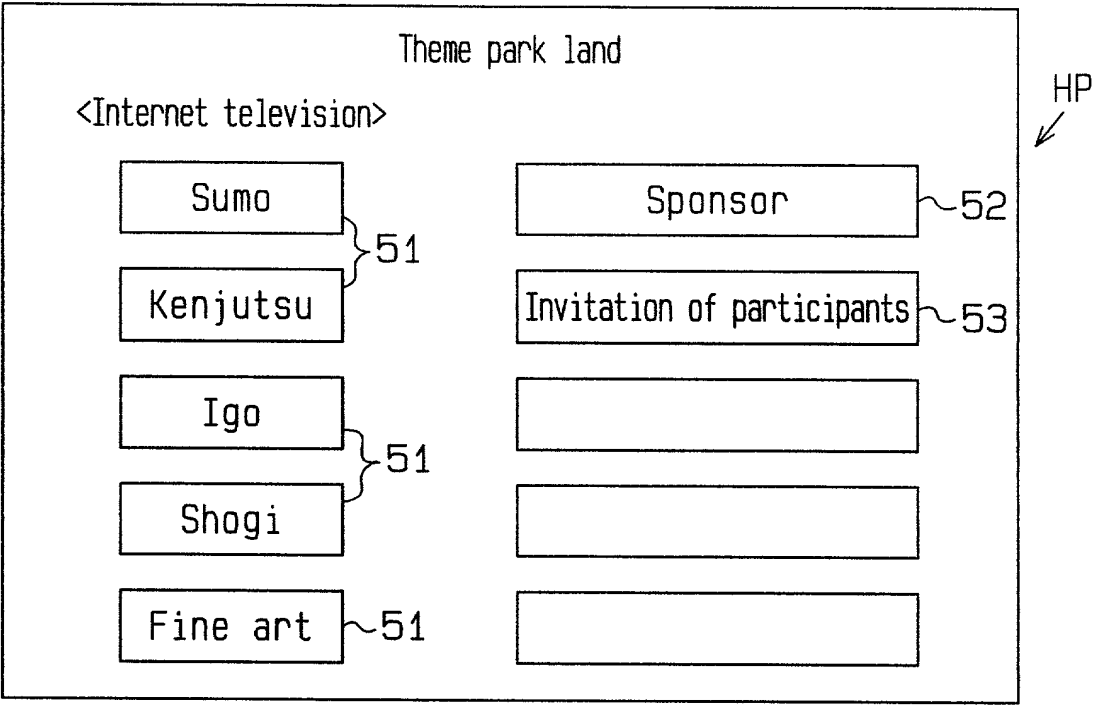 Theme park land
HP
<Internet television>
Sumo
Sponsor
52
51
Kenjutsu
Invitation of participants
53
Igo
51
Shogi
Fine art
51